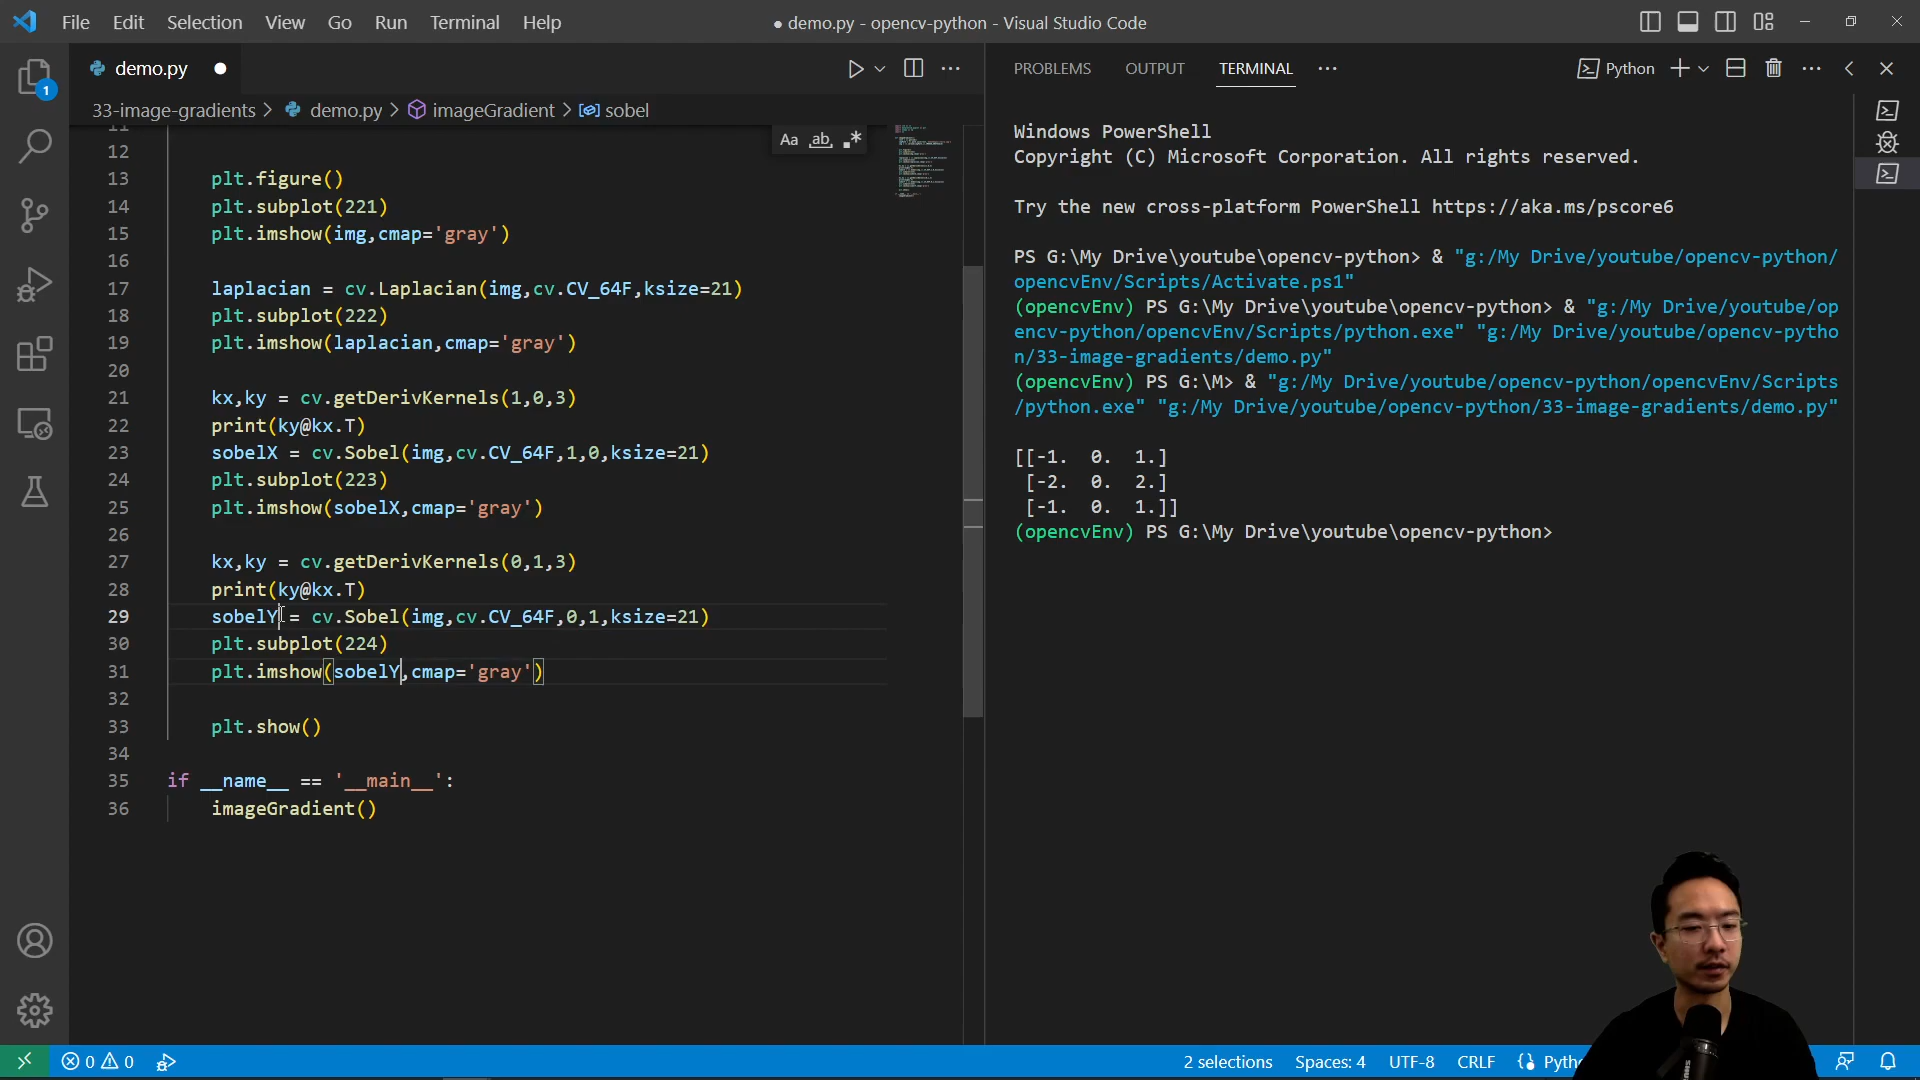 File Edit Selection View Go Run Terminal Help
● demo.py - opencv-python - Visual Studio Code
demo.py
33-image-gradients > demo.py > imageGradient > sobel
Aa ab
11
12
13 plt.figure()
14 plt.subplot(221)
15 plt.imshow(img,cmap='gray')
16
17 laplacian = cv.Laplacian(img,cv.CV_64F,ksize=21)
18 plt.subplot(222)
19 plt.imshow(laplacian,cmap='gray')
20
21 kx,ky = cv.getDerivKernels(1,0,3)
22 print(ky@kx.T)
23 sobelX = cv.Sobel(img,cv.CV_64F,1,0,ksize=21)
24 plt.subplot(223)
25 plt.imshow(sobelX,cmap='gray')
26
27 kx,ky = cv.getDerivKernels(0,1,3)
28 print(ky@kx.T)
29 sobelY = cv.Sobel(img,cv.CV_64F,0,1,ksize=21)
30 plt.subplot(224)
31 plt.imshow(sobelY,cmap='gray')
32
33 plt.show()
34
35 if __name__ == '__main__':
36 imageGradient()
PROBLEMS OUTPUT TERMINAL
Python
Windows PowerShell
Copyright (C) Microsoft Corporation. All rights reserved.
Try the new cross-platform PowerShell https://aka.ms/pscore6
PS G:\My Drive\youtube\opencv-python> & "g:/My Drive/youtube/opencv-python/
opencvEnv/Scripts/Activate.ps1"
(opencvEnv) PS G:\My Drive\youtube\opencv-python> & "g:/My Drive/youtube/op
encv-python/opencvEnv/Scripts/python.exe" "g:/My Drive/youtube/opencv-pytho
n/33-image-gradients/demo.py"
(opencvEnv) PS G:\M> & "g:/My Drive/youtube/opencv-python/opencvEnv/Scripts
/python.exe" "g:/My Drive/youtube/opencv-python/33-image-gradients/demo.py"
[[-1. 0. 1.]
[-2. 0. 2.]
[-1. 0. 1.]]
(opencvEnv) PS G:\My Drive\youtube\opencv-python>
1
0 0
2 selections Spaces: 4 UTF-8 CRLF